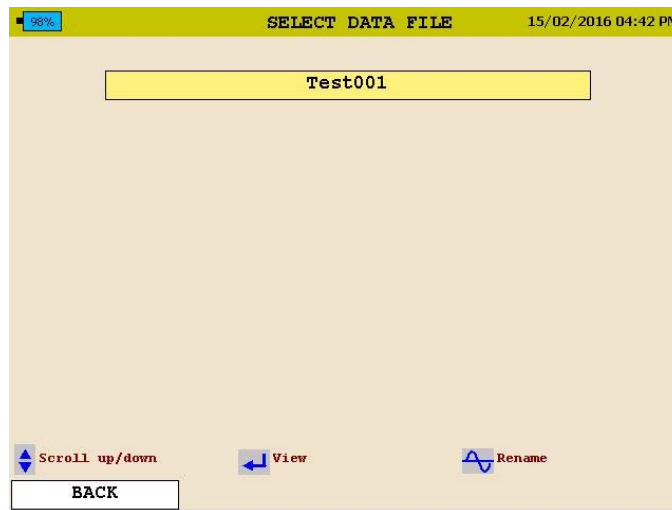 98% SELECT DATA FILE 15/02/2016 04:42 PM
Test001
Scroll up/down View Rename
BACK